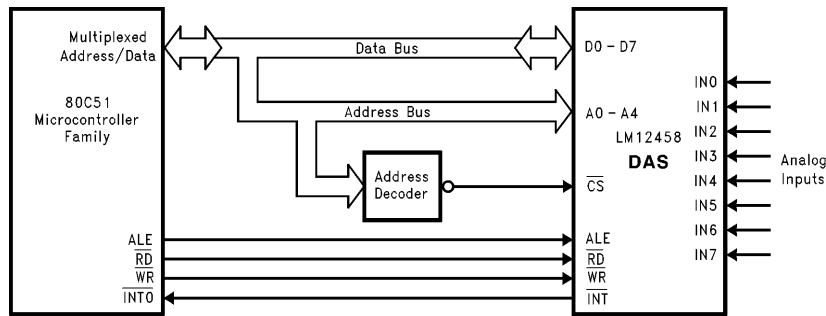 Multiplexed
Address/Data
80C51
Microcontroller
Family
ALE
RD
WR
INT0
Data Bus
Address Bus
Address
Decoder
D0 - D7
A0 - A4
LM12458
DAS
CS
ALE
RD
WR
INT
IN0
IN1
IN2
IN3
IN4
IN5
IN6
IN7
Analog
Inputs